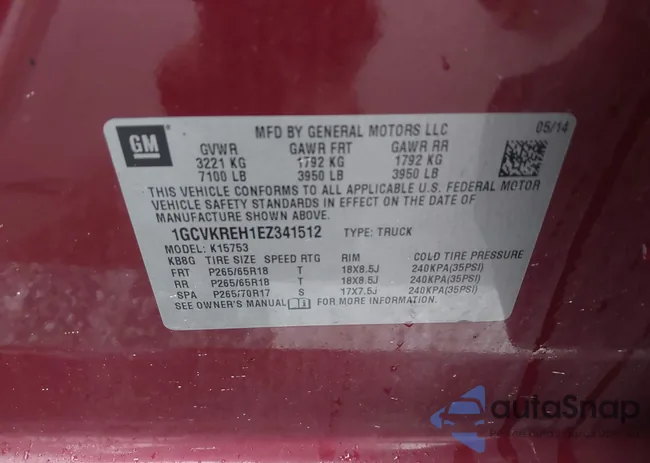 GM
MFD BY GENERAL MOTORS LLC 05/14
GVWR GAWR FRT GAWR RR
3221 KG 1792 KG 1792 KG
7100 LB 3950 LB 3950 LB
THIS VEHICLE CONFORMS TO ALL APPLICABLE U.S. FEDERAL MOTOR
VEHICLE SAFETY STANDARDS IN EFFECT ON THE DATE OF
MANUFACTURE SHOWN ABOVE.
1GCVKREH1EZ341512 TYPE: TRUCK
MODEL: K15753
KB8G TIRE SIZE SPEED RTG RIM COLD TIRE PRESSURE
FRT P265/65R18 T 18X8.5J 240KPA(35PSI)
RR P265/65R18 T 18X8.5J 240KPA(35PSI)
SPA P265/70R17 S 17X7.5J 240KPA(35PSI)
SEE OWNER'S MANUAL FOR MORE INFORMATION.
autoSnap